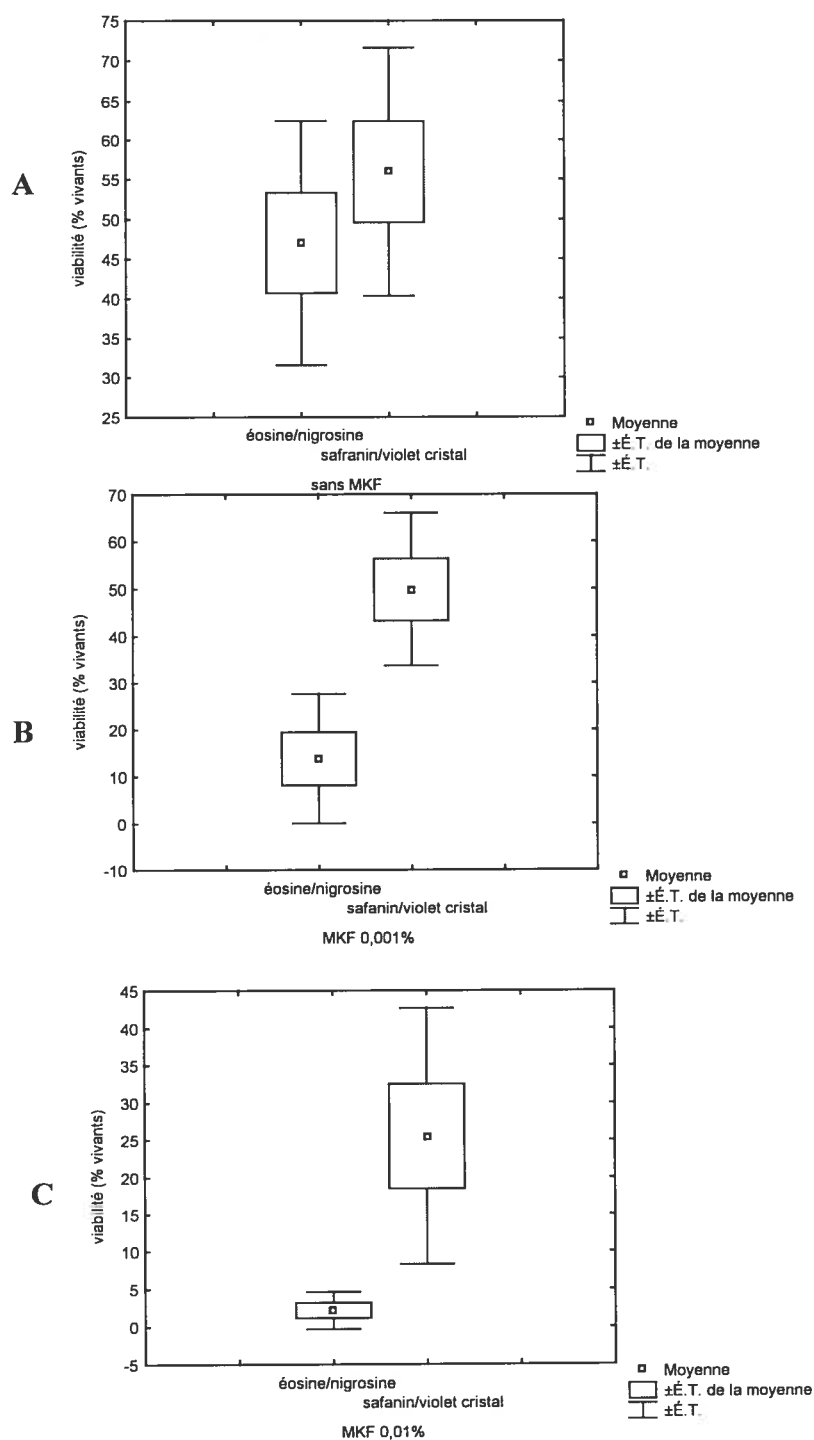 A
viabilité (% vivants)
75
70
65
60
55
50
45
40
35
30
25
éosine/nigrosine
safranin/violet cristal
sans MKF
Moyenne
±É.T. de la moyenne
±É.T.
B
viabilité (% vivants)
70
60
50
40
30
20
10
0
-10
éosine/nigrosine
safanin/violet cristal
MKF 0,001%
Moyenne
±É.T. de la moyenne
±É.T.
C
viabilité (% vivants)
45
40
35
30
25
20
15
10
5
0
-5
éosine/nigrosine
safanin/violet cristal
MKF 0,01%
Moyenne
±É.T. de la moyenne
±É.T.